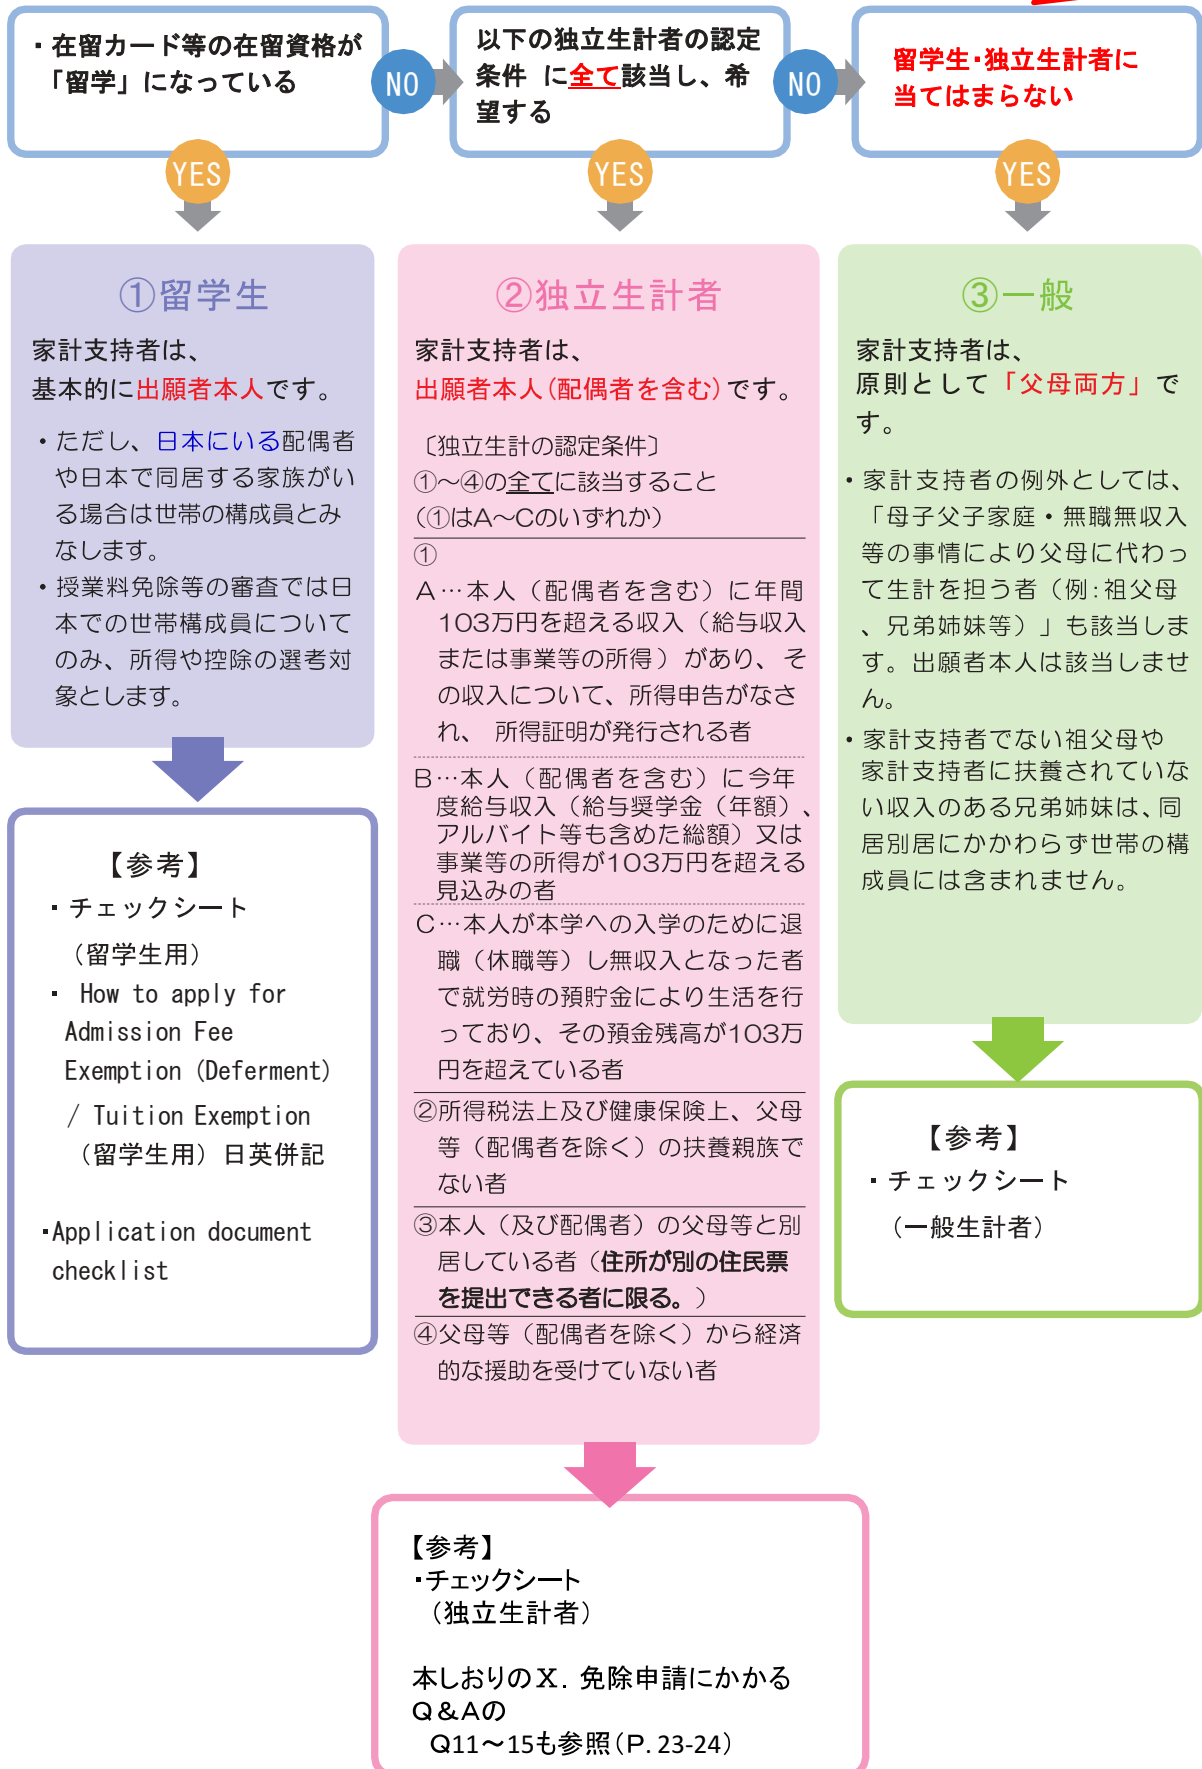 ・在留カード等の在留資格が
「留学」になっている
NO
以下の独立生計者の認定
条件 に全て該当し、希
望する
NO
留学生・独立生計者に
当てはまらない
YES
YES
YES
①留学生
家計支持者は、
基本的に出願者本人です。
・ただし、日本にいる配偶者
や日本で同居する家族がい
る場合は世帯の構成員とみ
なします。
・授業料免除等の審査では日
本での世帯構成員について
のみ、所得や控除の選考対
象とします。
【参考】
・チェックシート
（留学生用）
・ How to apply for
Admission Fee
Exemption (Deferment)
/ Tuition Exemption
（留学生用）日英併記
・Application document
checklist
②独立生計者
家計支持者は、
出願者本人(配偶者を含む)です。
〔独立生計の認定条件〕
①～④の全てに該当すること
（①はA～Cのいずれか）
①
A…本人（配偶者を含む）に年間
103万円を超える収入（給与収入
または事業等の所得）があり、そ
の収入について、所得申告がなさ
れ、 所得証明が発行される者
B…本人（配偶者を含む）に今年
度給与収入（給与奨学金（年額）、
アルバイト等も含めた総額）又は
事業等の所得が103万円を超える
見込みの者
C…本人が本学への入学のために退
職（休職等）し無収入となった者
で就労時の預貯金により生活を行
っており、その預金残高が103万
円を超えている者
②所得税法上及び健康保険上、父母
等（配偶者を除く）の扶養親族で
ない者
③本人（及び配偶者）の父母等と別
居している者（住所が別の住民票
を提出できる者に限る。）
④父母等（配偶者を除く）から経済
的な援助を受けていない者
【参考】
・チェックシート
（独立生計者）
本しおりのⅩ. 免除申請にかかる
Q&Aの
Q11～15も参照(P. 23-24)
③一般
家計支持者は、
原則として「父母両方」で
す。
・家計支持者の例外としては、
「母子父子家庭・無職無収入
等の事情により父母に代わっ
て生計を担う者（例:祖父母
、兄弟姉妹等）」も該当しま
す。出願者本人は該当しませ
ん。
・家計支持者でない祖父母や
家計支持者に扶養されていな
い収入のある兄弟姉妹は、同
居別居にかかわらず世帯の構
成員には含まれません。
【参考】
・チェックシート
（一般生計者）